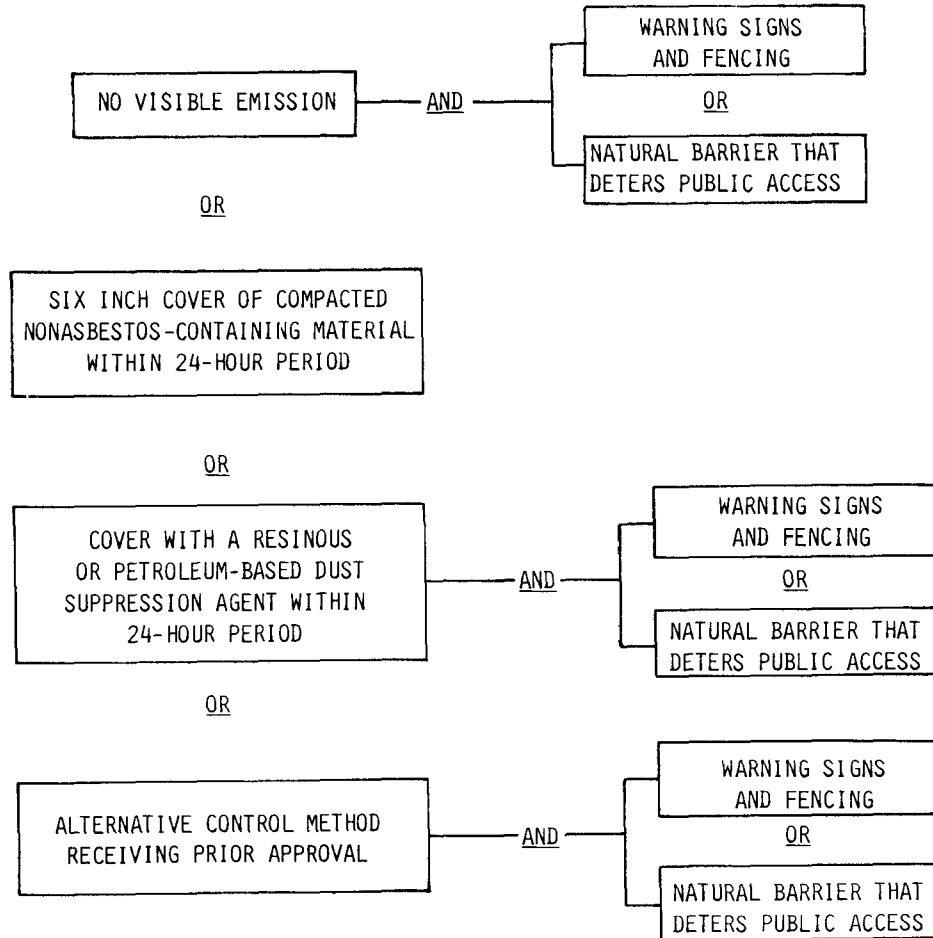 WARNING SIGNS
AND FENCING
NO VISIBLE EMISSION
AND
OR
NATURAL BARRIER THAT
DETERS PUBLIC ACCESS
OR
SIX INCH COVER OF COMPACTED
NONASBESTOS-CONTAINING MATERIAL
WITHIN 24-HOUR PERIOD
OR
COVER WITH A RESINOUS
OR PETROLEUM-BASED DUST
SUPPRESSION AGENT WITHIN
24-HOUR PERIOD
AND
WARNING SIGNS
AND FENCING
OR
NATURAL BARRIER THAT
DETERS PUBLIC ACCESS
OR
ALTERNATIVE CONTROL METHOD
RECEIVING PRIOR APPROVAL
AND
WARNING SIGNS
AND FENCING
OR
NATURAL BARRIER THAT
DETERS PUBLIC ACCESS